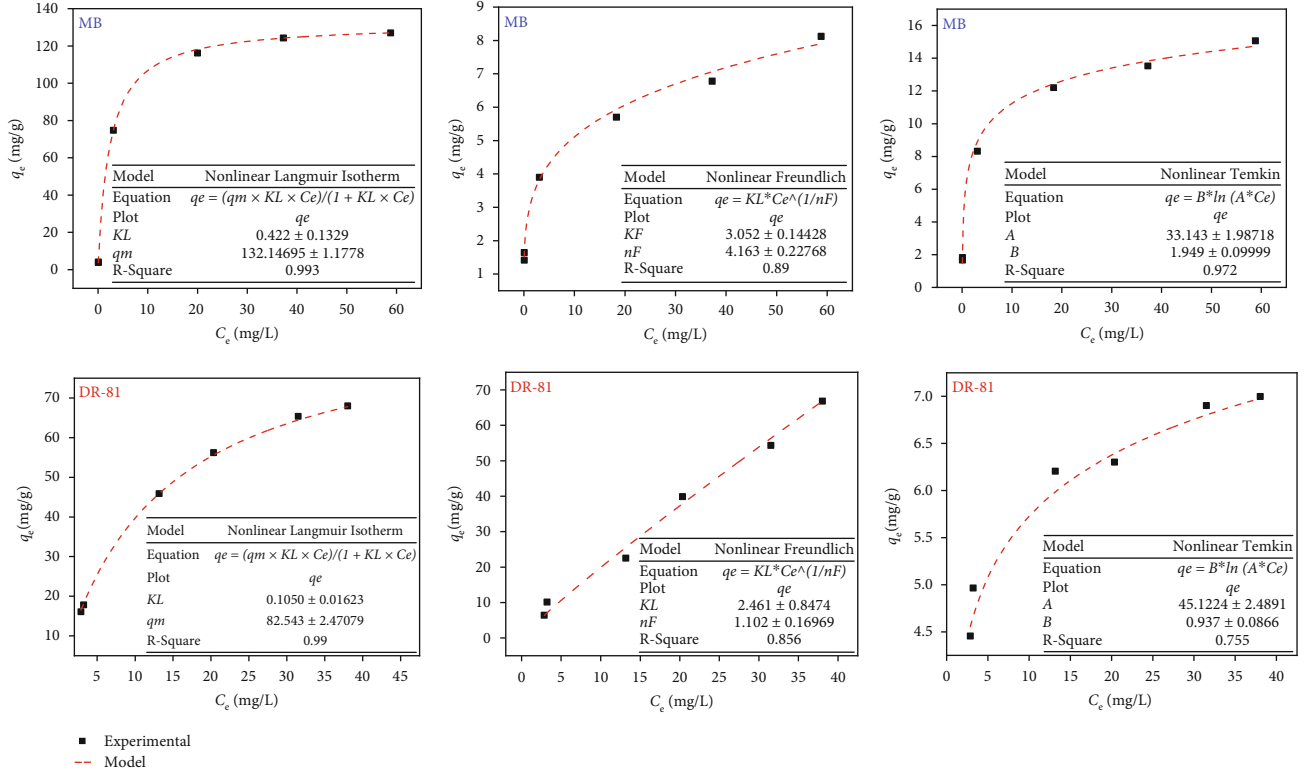 MB
140
120
100
80
60
40
20
0
qe (mg/g)
Model Nonlinear Langmuir Isotherm
Equation qe = (qm × KL × Ce)/(1 + KL × Ce)
Plot qe
KL 0.422 ± 0.1329
qm 132.14695 ± 1.1778
R-Square 0.993
0 10 20 30 40 50 60
Ce (mg/L)
MB
9
8
7
6
5
4
3
2
1
qe (mg/g)
Model Nonlinear Freundlich
Equation qe = KL*Ce^(1/nF)
Plot qe
KF 3.052 ± 0.14428
nF 4.163 ± 0.22768
R-Square 0.89
0 10 20 30 40 50 60
Ce (mg/L)
MB
16
14
12
10
8
6
4
2
0
qe (mg/g)
Model Nonlinear Temkin
Equation qe = B*ln (A*Ce)
Plot qe
A 33.143 ± 1.98718
B 1.949 ± 0.09999
R-Square 0.972
0 10 20 30 40 50 60
Ce (mg/L)
DR-81
70
60
50
40
30
20
10
qe(mg/g)
Model Nonlinear Langmuir Isotherm
Equation qe = (qm × KL × Ce)/(1 + KL × Ce)
Plot qe
KL 0.1050 ± 0.01623
qm 82.543 ± 2.47079
R-Square 0.99
5 10 15 20 25 30 35 40 45
Ce (mg/L)
DR-81
70
60
50
40
30
20
10
0
qe(mg/g)
Model Nonlinear Freundlich
Equation qe = KL*Ce^(1/nF)
Plot qe
KL 2.461 ± 0.8474
nF 1.102 ± 0.16969
R-Square 0.856
0 5 10 15 20 25 30 35 40
Ce (mg/L)
DR-81
7.5
45.0
6.5
6.0
5.0
4.5
qe (mg/g)
Model Nonlinear Temkin
Equation qe = B*ln (A*Ce)
Plot qe
A 45.1224 ± 2.4891
B 0.937 ± 0.0866
R-Square 0.755
0 5 10 15 20 25 30 35 40
Ce (mg/L)
Experimental
Model